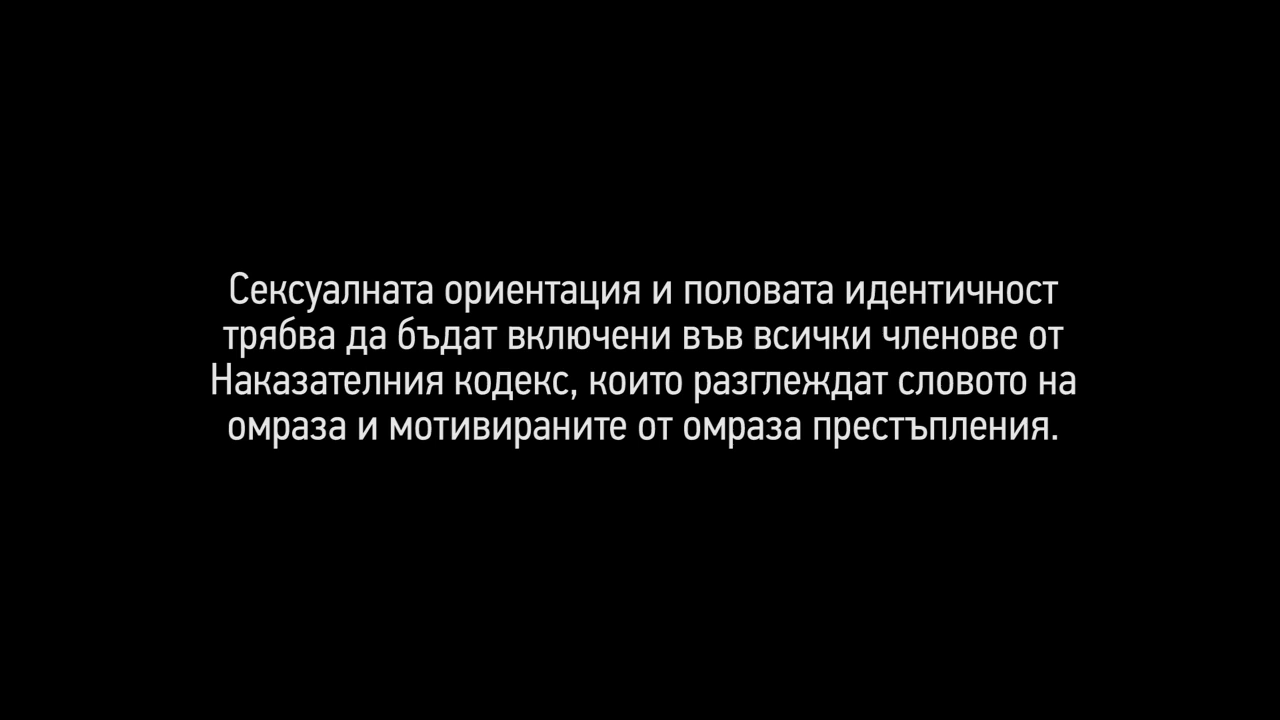 Сексуалната ориентация и половата идентичност
трябва да бъдат включени във всички членове от
Наказателния кодекс, които разглеждат словото на
омраза и мотивираните от омраза престъпления.